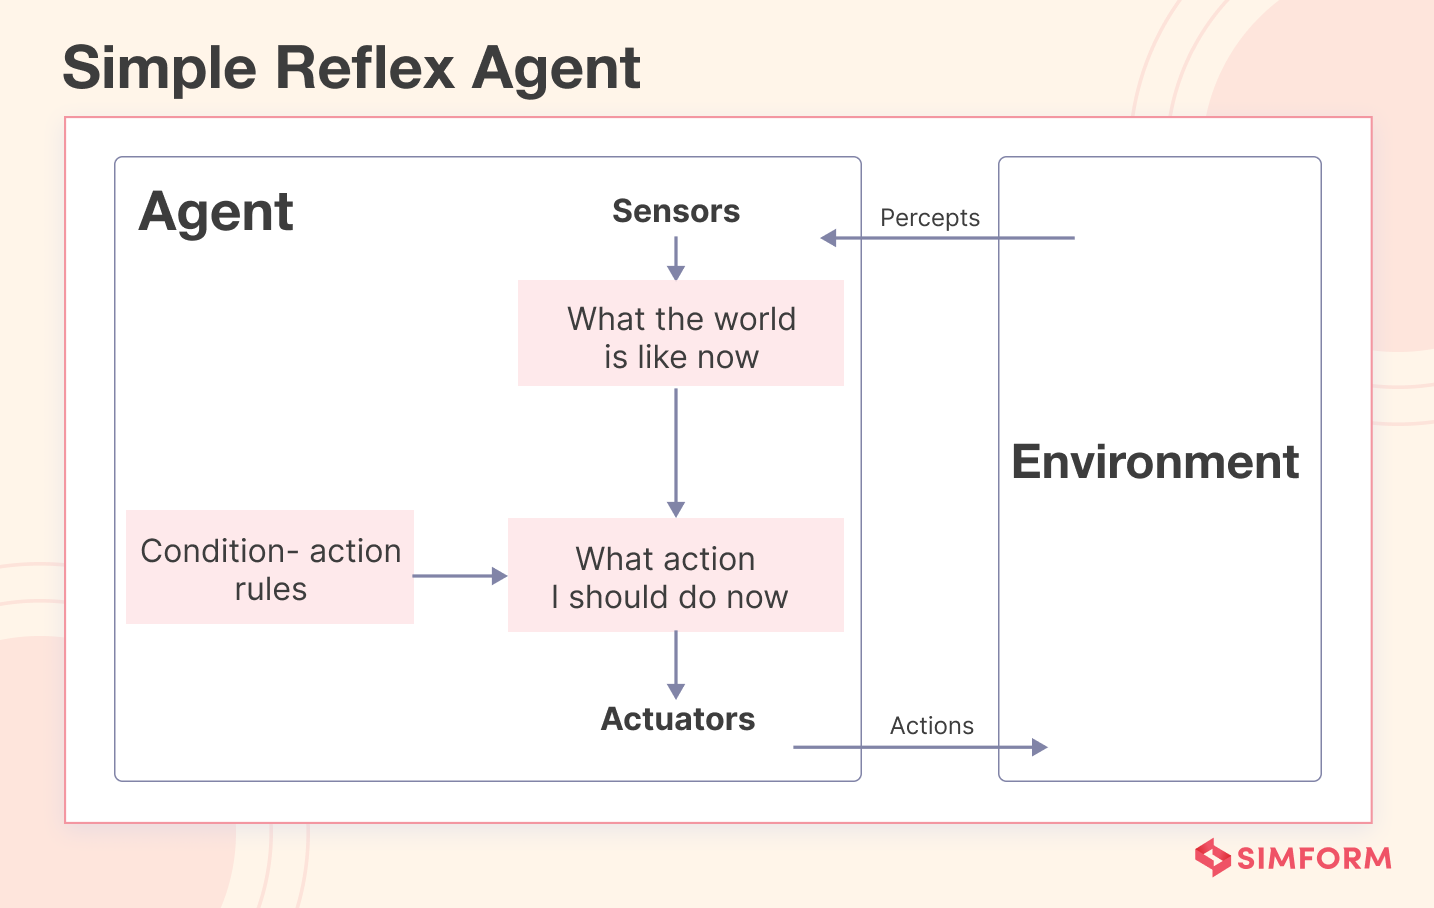 Simple Reflex Agent
Agent
Sensors
Percepts
What the world
is like now
Environment
Condition- action
rules
What action
I should do now
Actuators
Actions
SIMFORM